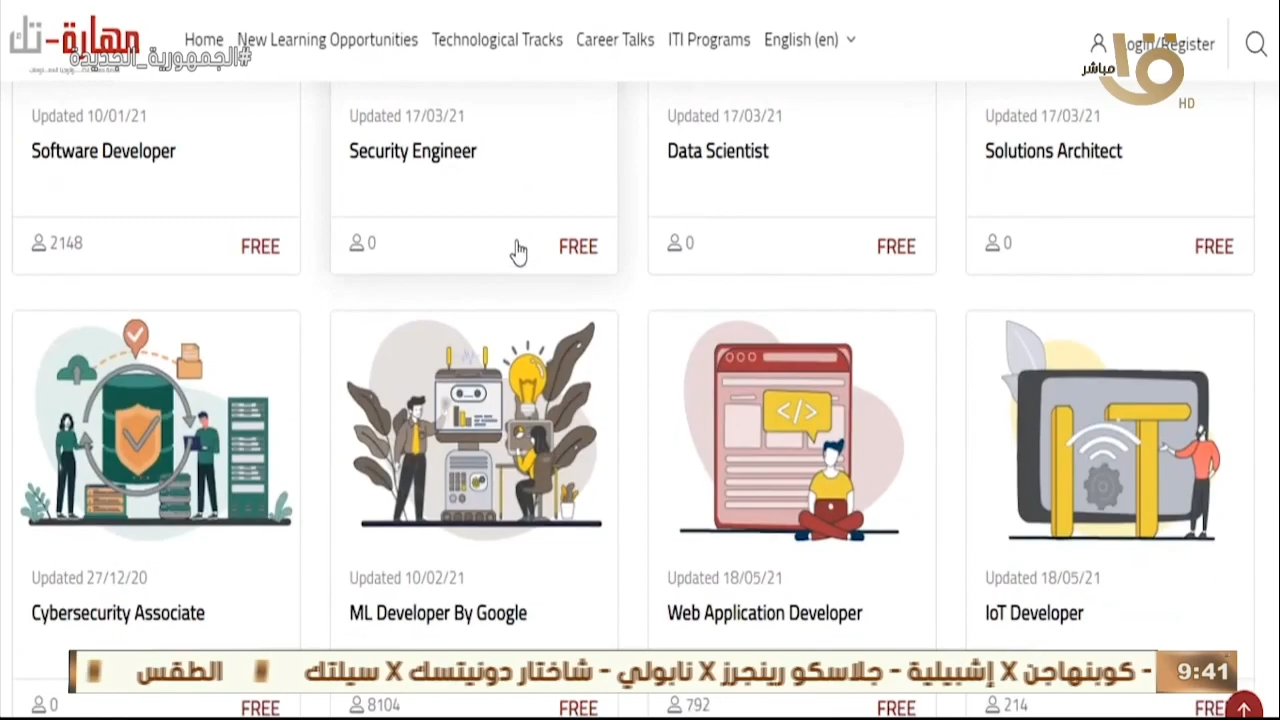 مهارة-تك
#الجمهورية_الجديدة
Home New Learning Opportunities Technological Tracks Career Talks ITI Programs English (en)
Login/Register
مباشر
HD
Updated 10/01/21
Software Developer
2148
FREE
Updated 17/03/21
Security Engineer
0
FREE
Updated 17/03/21
Data Scientist
0
FREE
Updated 17/03/21
Solutions Architect
0
FREE
Updated 27/12/20
Cybersecurity Associate
0
FREE
Updated 10/02/21
ML Developer By Google
8104
FREE
Updated 18/05/21
Web Application Developer
792
FREE
IT
Updated 18/05/21
IoT Developer
214
- كوبنهاجن X إشبيلية - جلاسكو رينجرز X نابولي - شاختار دونيتسك X سيلتك الطقس
9:41